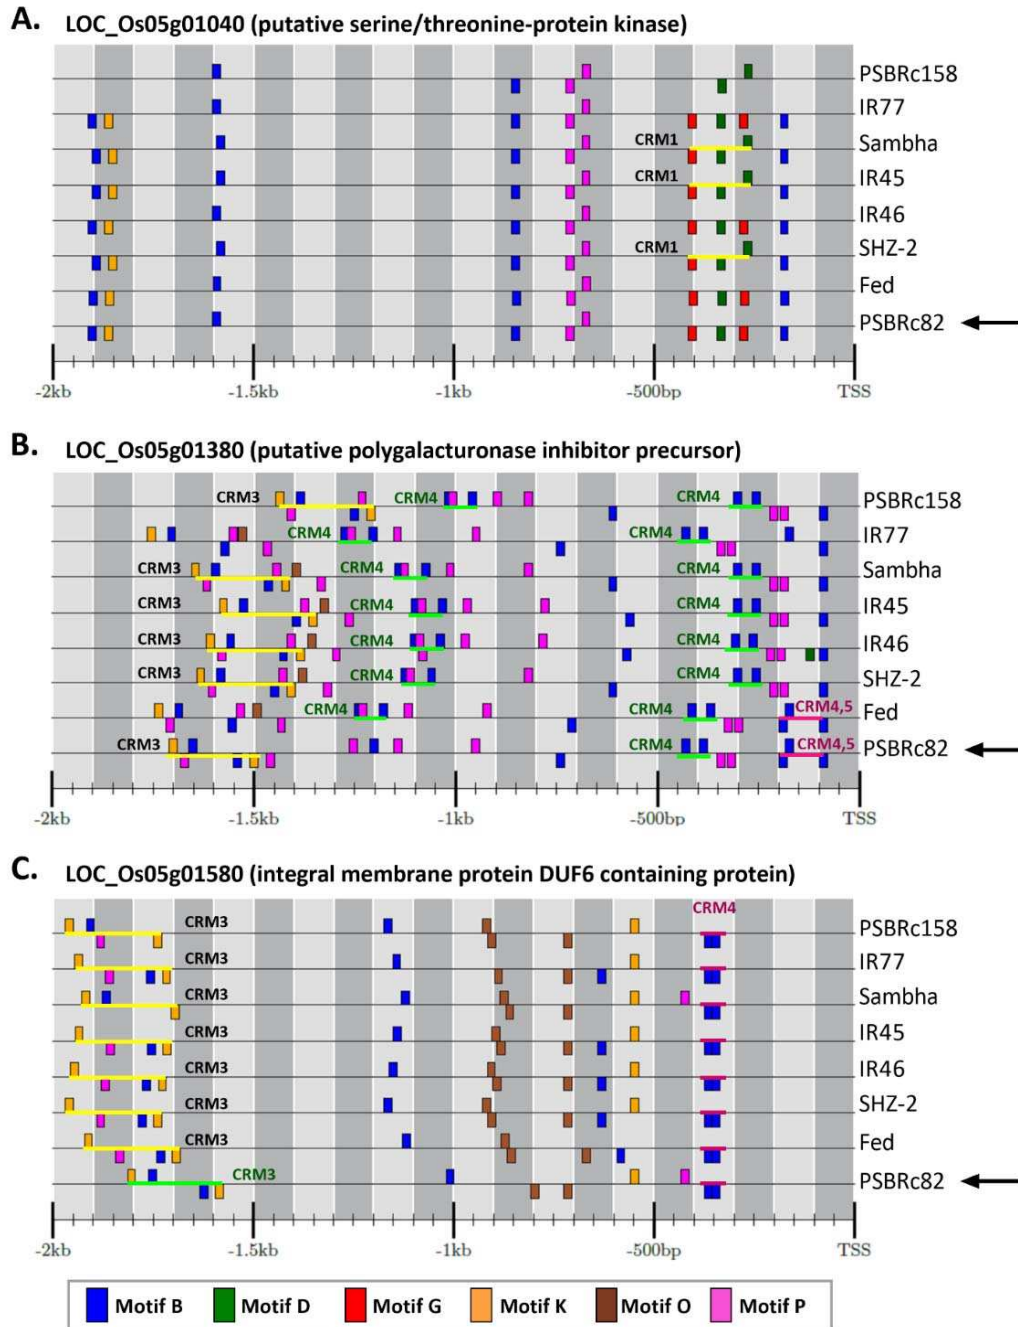 A. LOC_Os05g01040 (putative serine/threonine-protein kinase)
PSBRc158
IR77
CRM1 Sambha
CRM1 IR45
IR46
CRM1 SHZ-2
Fed
PSBRc82
-2kb -1.5kb -1kb -500bp TSS
B. LOC_Os05g01380 (putative polygalacturonase inhibitor precursor)
CRM3 CRM4 CRM4 PSBRc158
CRM4 CRM4 IR77
CRM3 CRM4 CRM4 Sambha
CRM3 CRM4 CRM4 IR45
CRM3 CRM4 CRM4 IR46
CRM3 CRM4 CRM4 SHZ-2
CRM4 CRM4 CRM4,5 Fed
CRM3 CRM4 CRM4,5 PSBRc82
-2kb -1.5kb -1kb -500bp TSS
C. LOC_Os05g01580 (integral membrane protein DUF6 containing protein)
CRM3 CRM4 PSBRc158
CRM3 IR77
CRM3 Sambha
CRM3 IR45
CRM3 IR46
CRM3 SHZ-2
CRM3 Fed
CRM3 PSBRc82
-2kb -1.5kb -1kb -500bp TSS
Motif B Motif D Motif G Motif K Motif O Motif P